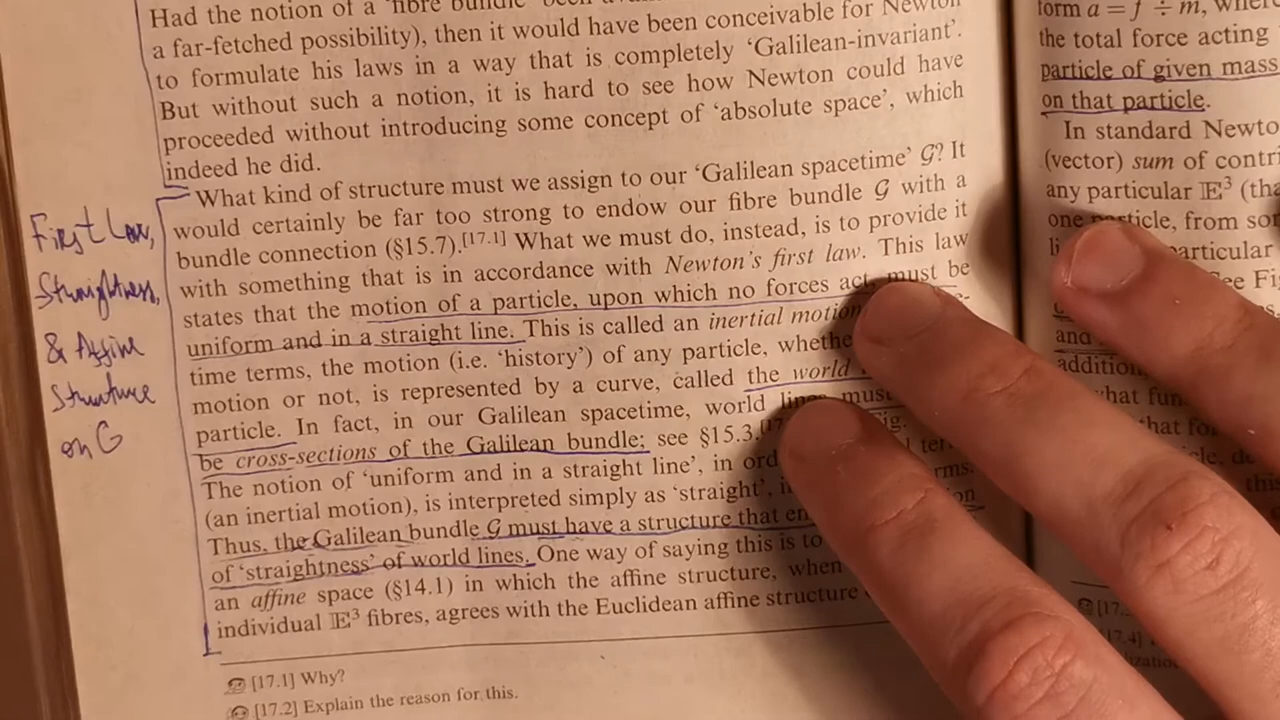 Had the notion of a 'fibre bundle' been
a far-fetched possibility), then it would have been conceivable for Newton
to formulate his laws in a way that is completely 'Galilean-invariant'.
But without such a notion, it is hard to see how Newton could have
proceeded without introducing some concept of 'absolute space', which
indeed he did.
What kind of structure must we assign to our 'Galilean spacetime' G? It
would certainly be far too strong to endow our fibre bundle G with a
bundle connection (§15.7).[17.1] What we must do, instead, is to provide it
with something that is in accordance with Newton's first law. This law
states that the motion of a particle, upon which no forces act, must be
uniform and in a straight line. This is called an inertial motion
time terms, the motion (i.e. 'history') of any particle, whethe
motion or not, is represented by a curve, called the world
particle. In fact, in our Galilean spacetime, world lines must
be cross-sections of the Galilean bundle; see §15.3.
The notion of 'uniform and in a straight line', in ord
(an inertial motion), is interpreted simply as 'straight',
Thus, the Galilean bundle G must have a structure that en
of 'straightness' of world lines. One way of saying this is to
an affine space (§14.1) in which the affine structure, when
individual E³ fibres, agrees with the Euclidean affine structure
[17.1] Why?
[17.2] Explain the reason for this.
First Law,
Straightness,
& Affine
Structure
on G
form a = f ÷ m, where
the total force acting
particle of given mass
on that particle.
In standard Newto
(vector) sum of contri
any particular E³ (tha
one particle, from so
particular
and
addition